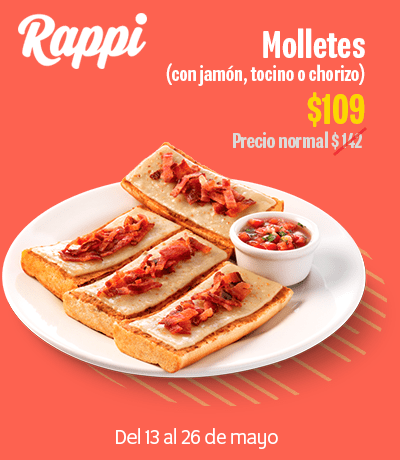 Rappi
Molletes
(con jamón, tocino o chorizo)
$109
Precio normal $142
Del 13 al 26 de mayo